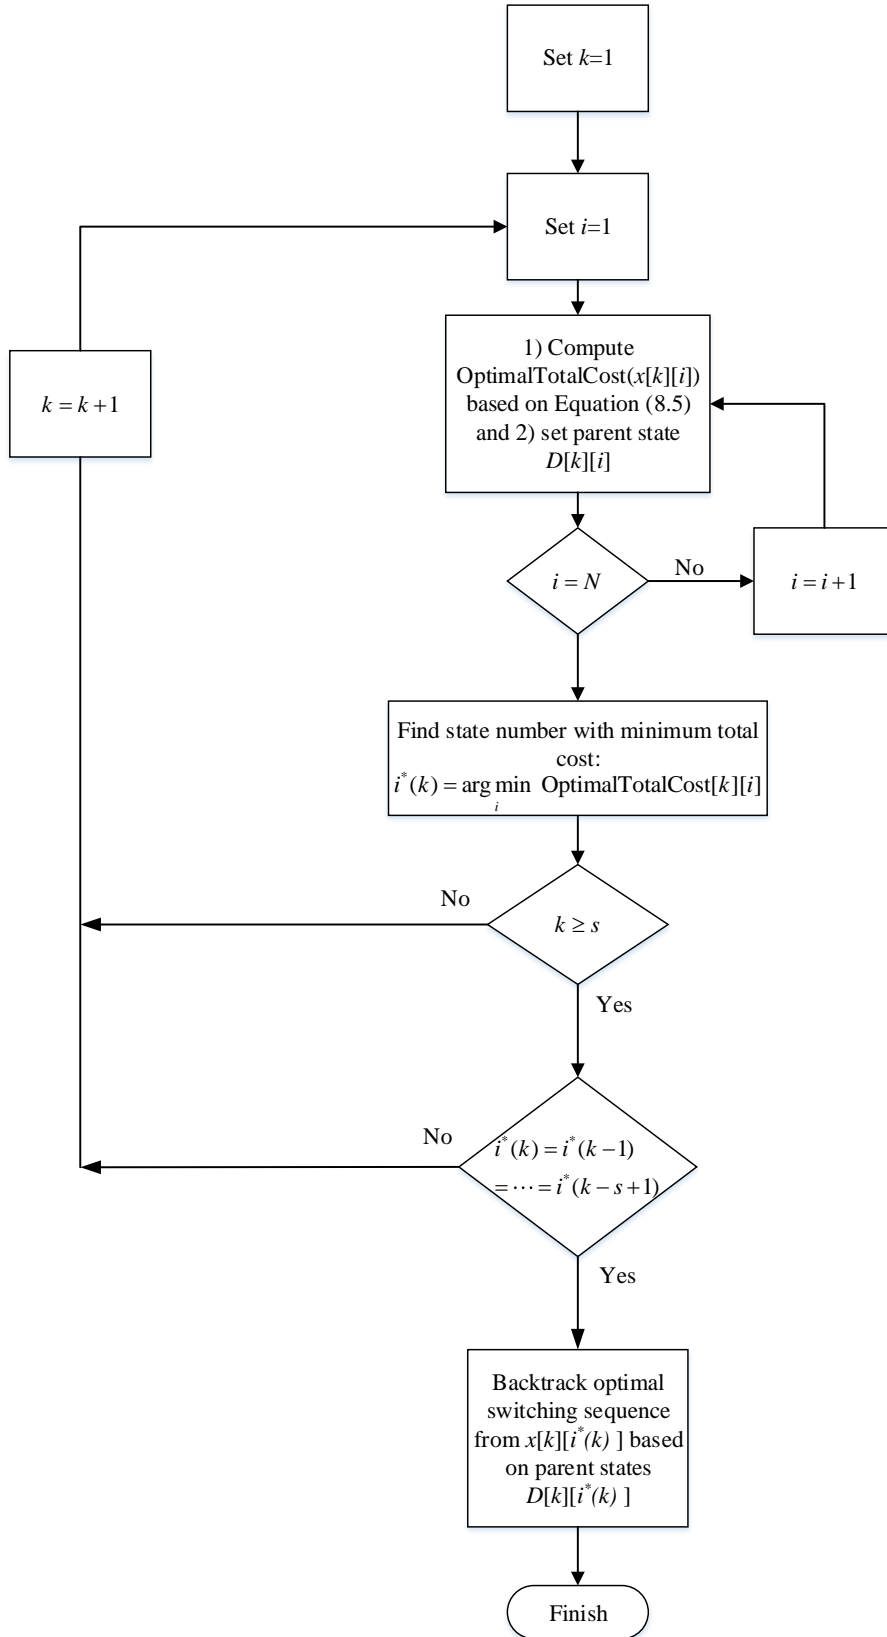 Set k=1
Set i=1
1) Compute
OptimalTotalCost(x[k][i])
based on Equation (8.5)
and 2) set parent state
D[k][i]
k = k+1
i = N
No
i = i+1
Find state number with minimum total
cost:
i*(k) = arg min OptimalTotalCost[k][i]
i
No
k ≥ s
Yes
No
i*(k) = i*(k−1)
= ⋯ = i*(k−s+1)
Yes
Backtrack optimal
switching sequence
from x[k][i*(k) ] based
on parent states
D[k][i*(k) ]
Finish